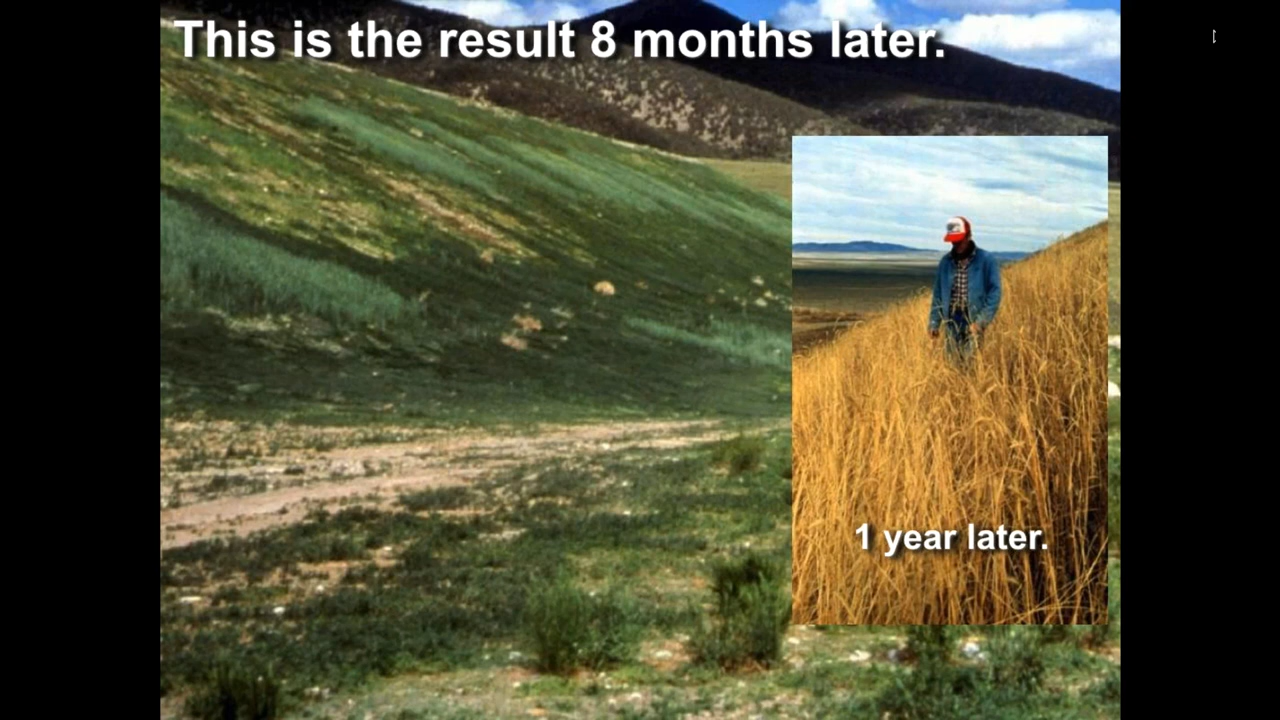 This is the result 8 months later.
1 year later.